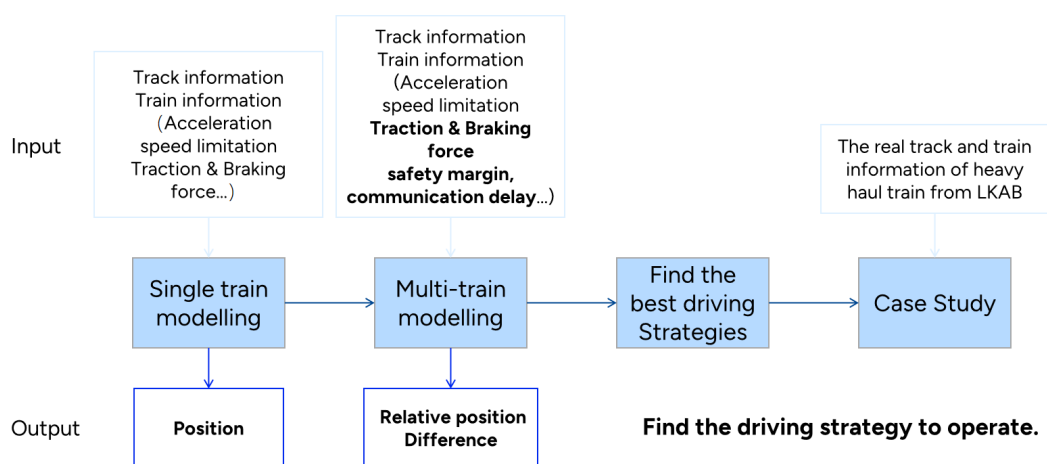 Input
Track information
Train information
(Acceleration
speed limitation
Traction & Braking
force...)
Track information
Train information
(Acceleration
speed limitation
Traction & Braking
force
safety margin,
communication delay...)
The real track and train
information of heavy
haul train from LKAB
Single train
modelling
Multi-train
modelling
Find the
best driving
Strategies
Case Study
Output
Position
Relative position
Difference
Find the driving strategy to operate.